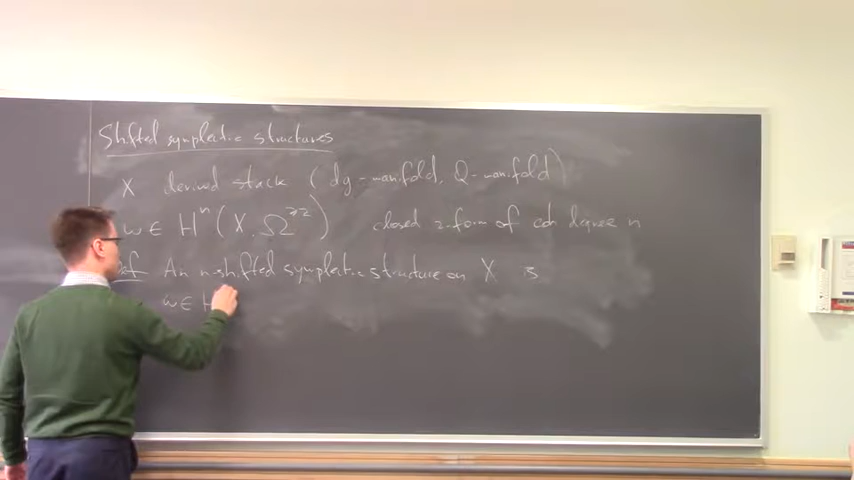 Shifted symplectic structures
X derived stack (dg-manifold, Q-manifold)
ω ∈ Hⁿ(X, Ω^{≥2}) closed 2-form of coh degree n
Def An n-shifted symplectic structure on X is
ω ∈ H